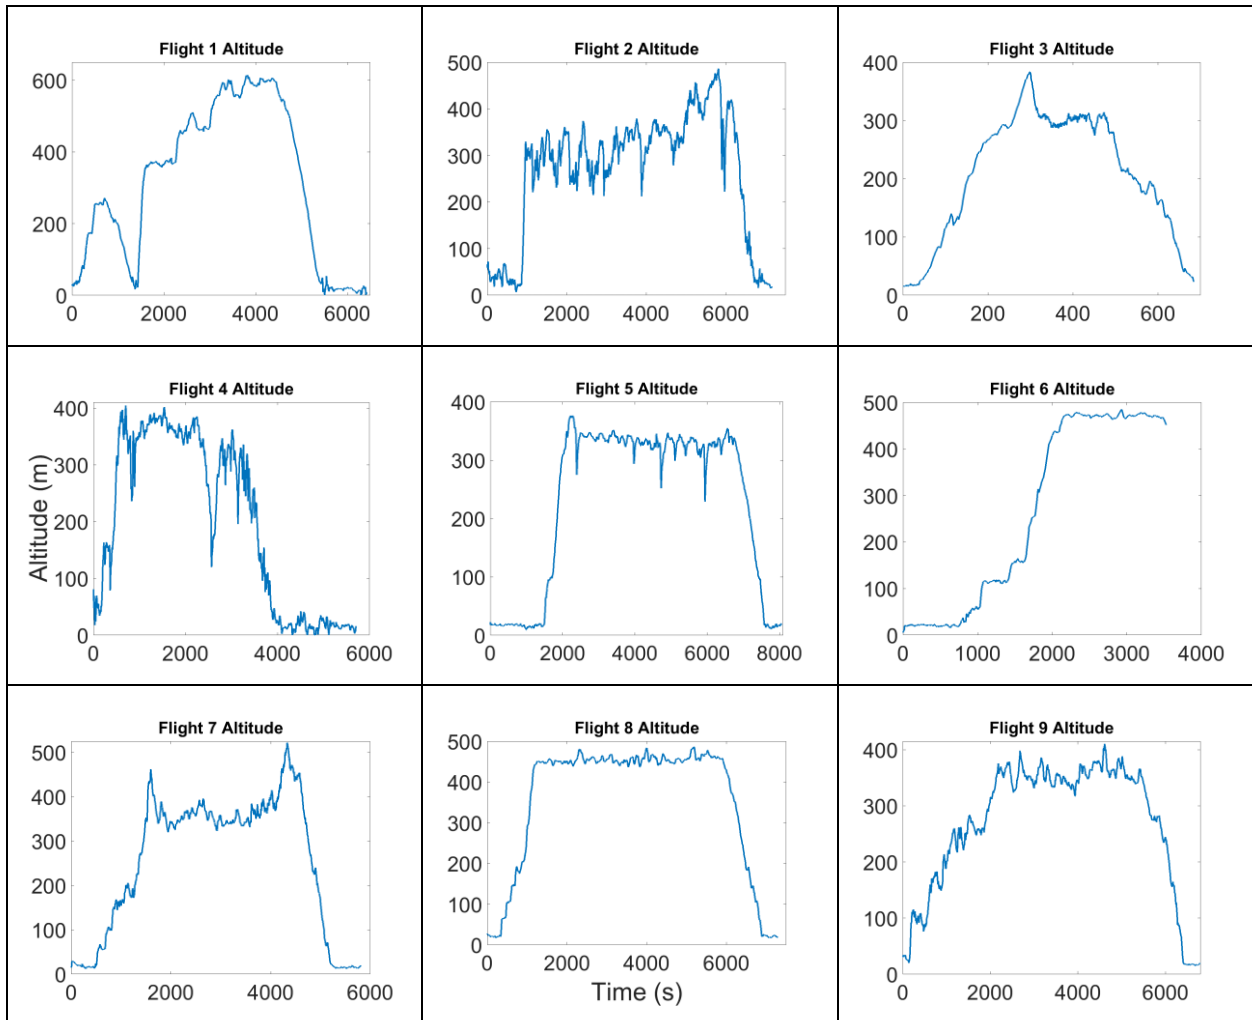 Flight 1 Altitude
600
400
200
0
0 2000 4000 6000
Flight 2 Altitude
500
400
300
200
100
0
0 2000 4000 6000
Flight 3 Altitude
400
300
200
100
0
0 200 400 600
Flight 4 Altitude
Altitude (m)
400
300
200
100
0
0 2000 4000 6000
Flight 5 Altitude
400
300
200
100
0
0 2000 4000 6000 8000
Flight 6 Altitude
500
400
300
200
100
0
0 1000 2000 3000 4000
Flight 7 Altitude
500
400
300
200
100
0
0 2000 4000 6000
Flight 8 Altitude
500
400
300
200
100
0
0 2000 4000 6000
Time (s)
Flight 9 Altitude
400
300
200
100
0
0 2000 4000 6000